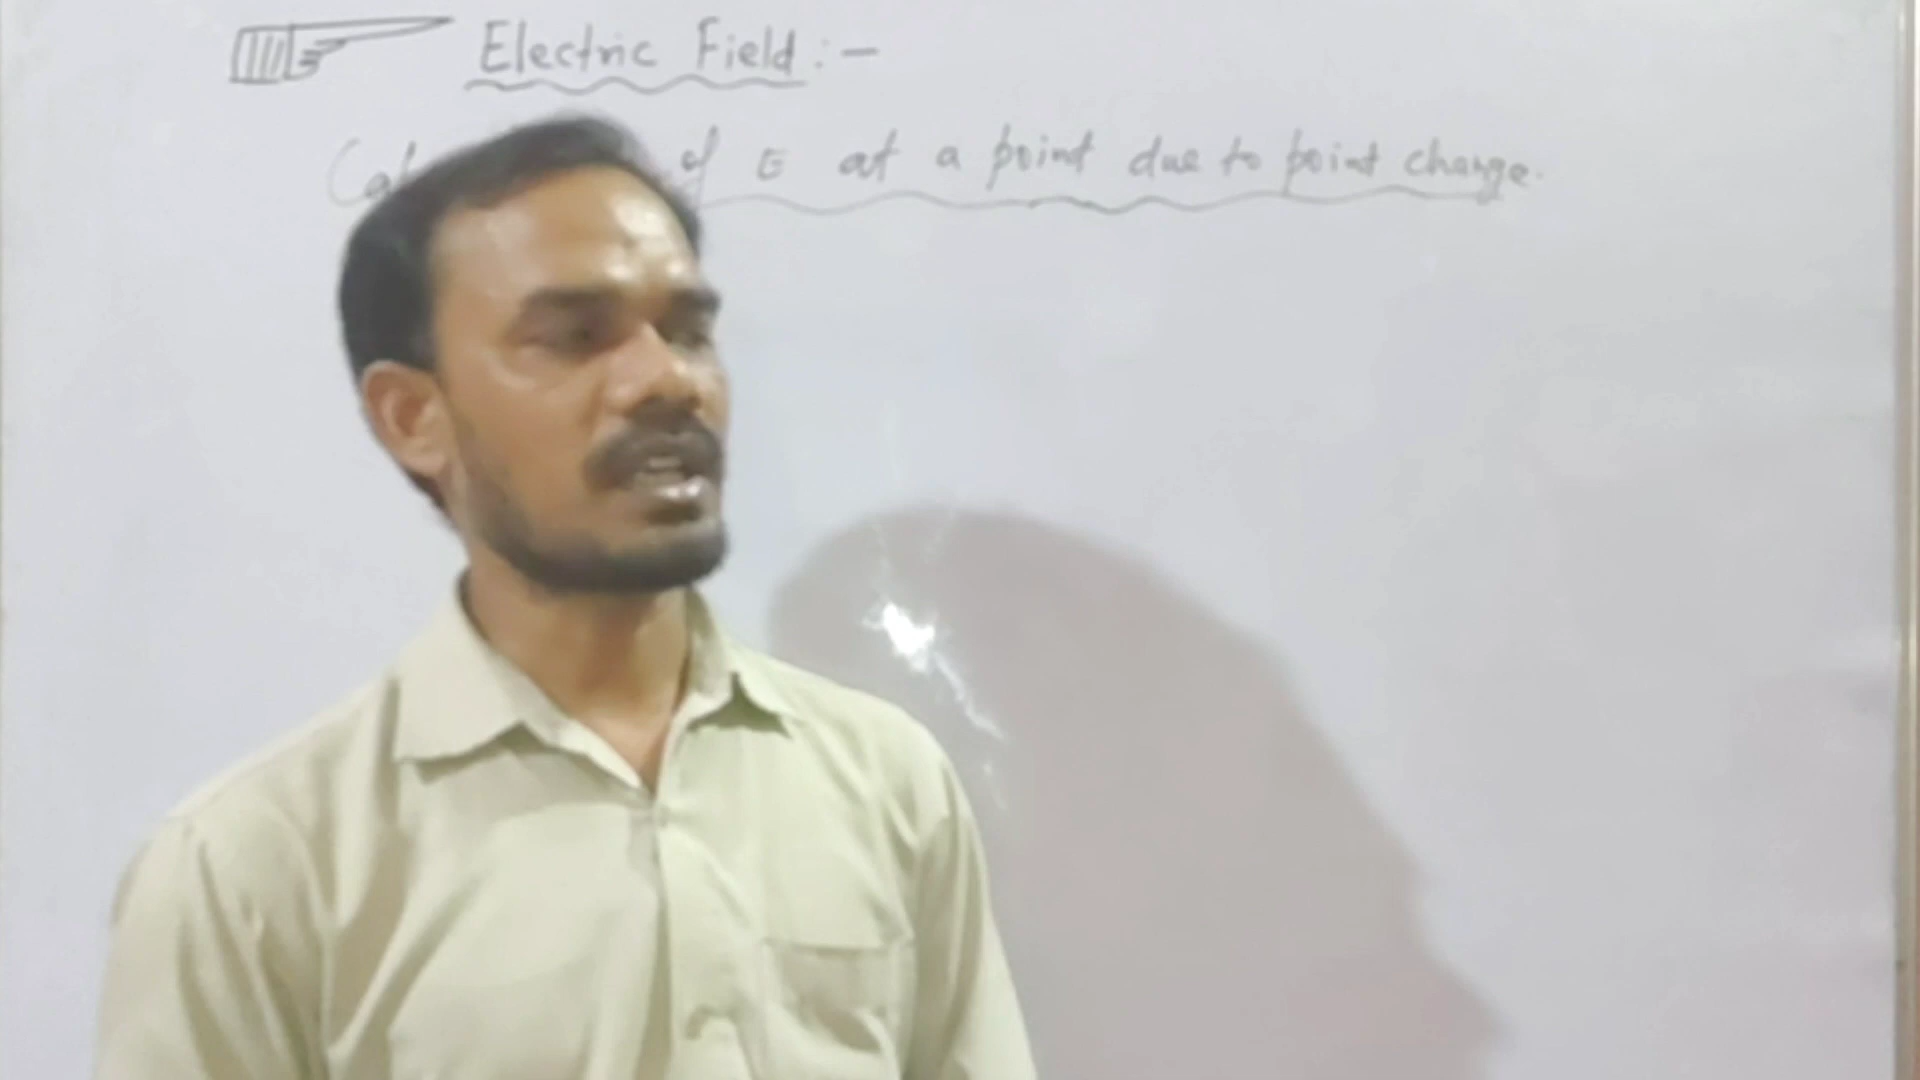 Electric Field :-
of E at a point due to point charge.